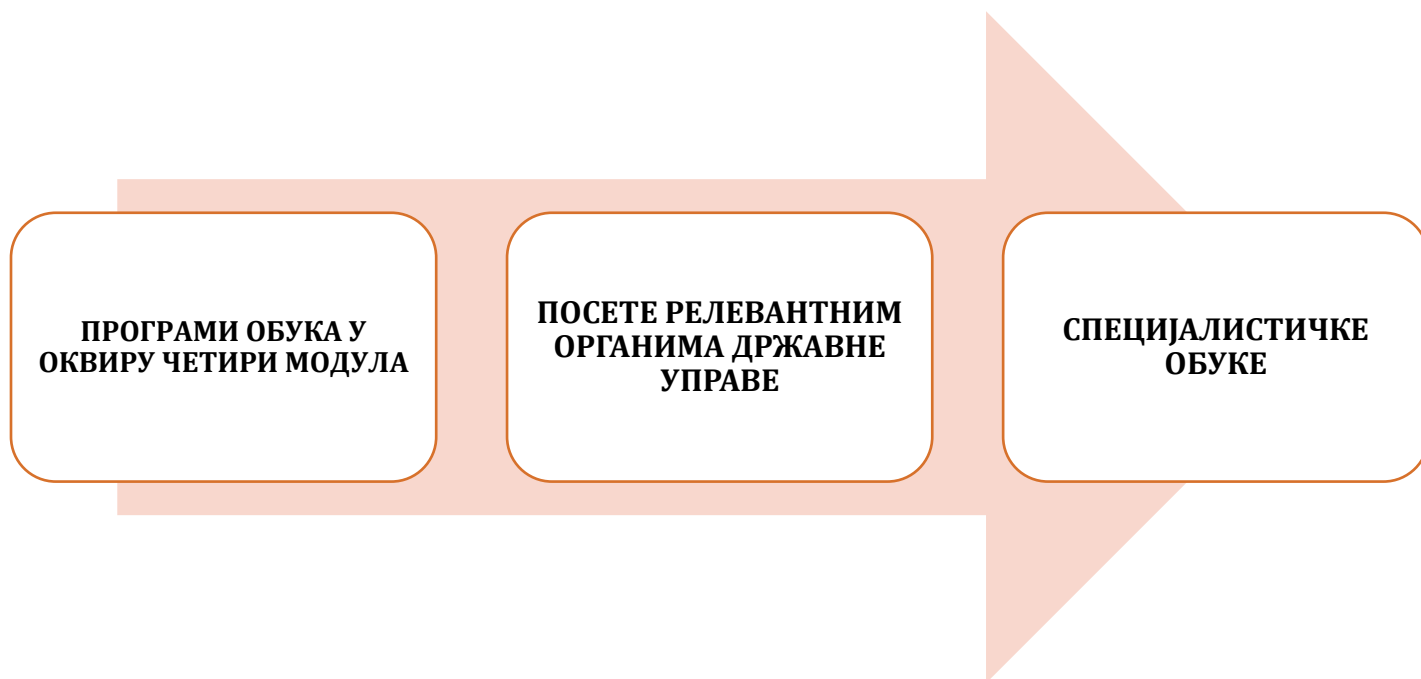 ПРОГРАМИ ОБУКА У
ОКВИРУ ЧЕТИРИ МОДУЛА
ПОСЕТЕ РЕЛЕВАНТНИМ
ОРГАНИМА ДРЖАВНЕ
УПРАВЕ
СПЕЦИЈАЛИСТИЧКЕ
ОБУКЕ